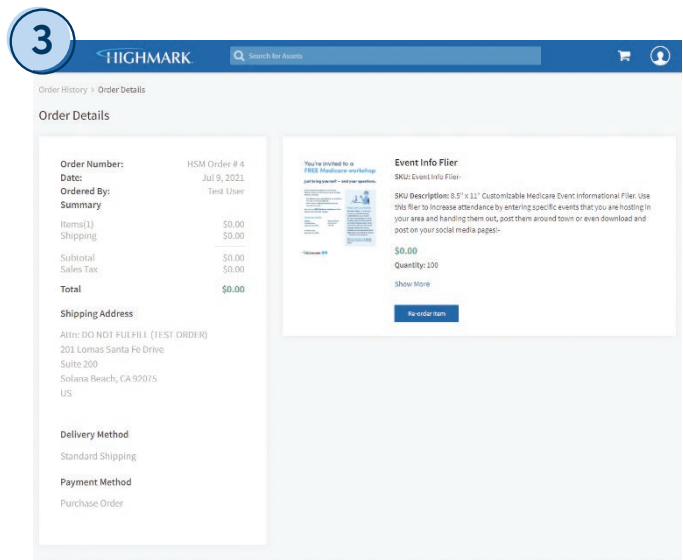 3
HIGHMARK
Search for Assets
Order History > Order Details
Order Details
Order Number: HSM Order # 4
Date: Jul 9, 2021
Ordered By: Test User
Summary
Items(1) $0.00
Shipping $0.00
Subtotal $0.00
Sales Tax $0.00
Total $0.00
Shipping Address
Attn: DO NOT FULFILL (TEST ORDER)
201 Lomas Santa Fe Drive
Suite 200
Solana Beach, CA 92075
US
Delivery Method
Standard Shipping
Payment Method
Purchase Order
You're invited to a
FREE Medicare workshop
Just bring yourself – and your questions.
HIGHMARK
Event Info Flier
SKU: Event Info Flier-
SKU Description: 8.5" x 11" Customizable Medicare Event Informational Flier. Use
this flier to increase attendance by entering specific events that you are hosting in
your area and handing them out, post them around town or even download and
post on your social media pages!-
$0.00
Quantity: 100
Show More
Re-order Item